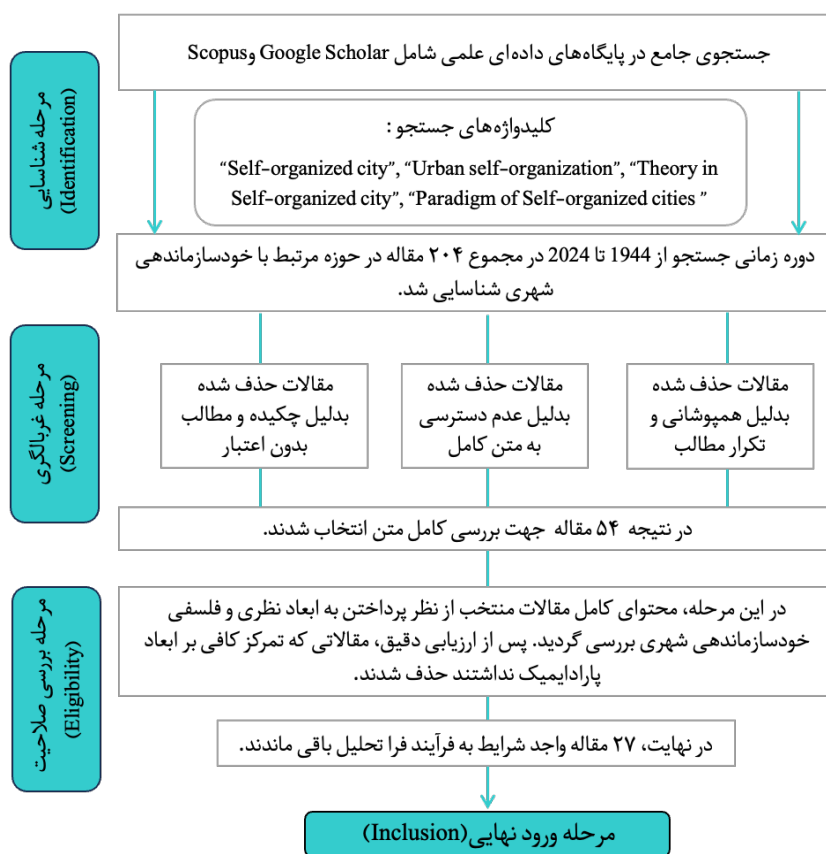 جستجوی جامع در پایگاه‌های داده‌ای علمی شامل Google Scholar وScopus
مرحله شناسایی
(Identification)
کلیدواژه‌های جستجو :
“Self-organized city”, “Urban self-organization”, “Theory in
Self-organized city”, “Paradigm of Self-organized cities ”
دوره زمانی جستجو از 1944 تا 2024 در مجموع ۲۰۴ مقاله در حوزه مرتبط با خودسازماندهی
شهری شناسایی شد.
مرحله غربالگری
(Screening)
مقالات حذف شده
بدلیل همپوشانی و
تکرار مطالب
مقالات حذف شده
بدلیل عدم دسترسی
به متن کامل
مقالات حذف شده
بدلیل چکیده و مطالب
بدون اعتبار
در نتیجه ۵۴ مقاله جهت بررسی کامل متن انتخاب شدند.
مرحله بررسی صلاحیت
(Eligibility)
در این مرحله، محتوای کامل مقالات منتخب از نظر پرداختن به ابعاد نظری و فلسفی
خودسازماندهی شهری بررسی گردید. پس از ارزیابی دقیق، مقالاتی که تمرکز کافی بر ابعاد
پارادایمیک نداشتند حذف شدند.
در نهایت، ۲۷ مقاله واجد شرایط به فرآیند فرا تحلیل باقی ماندند.
مرحله ورود نهایی(Inclusion)